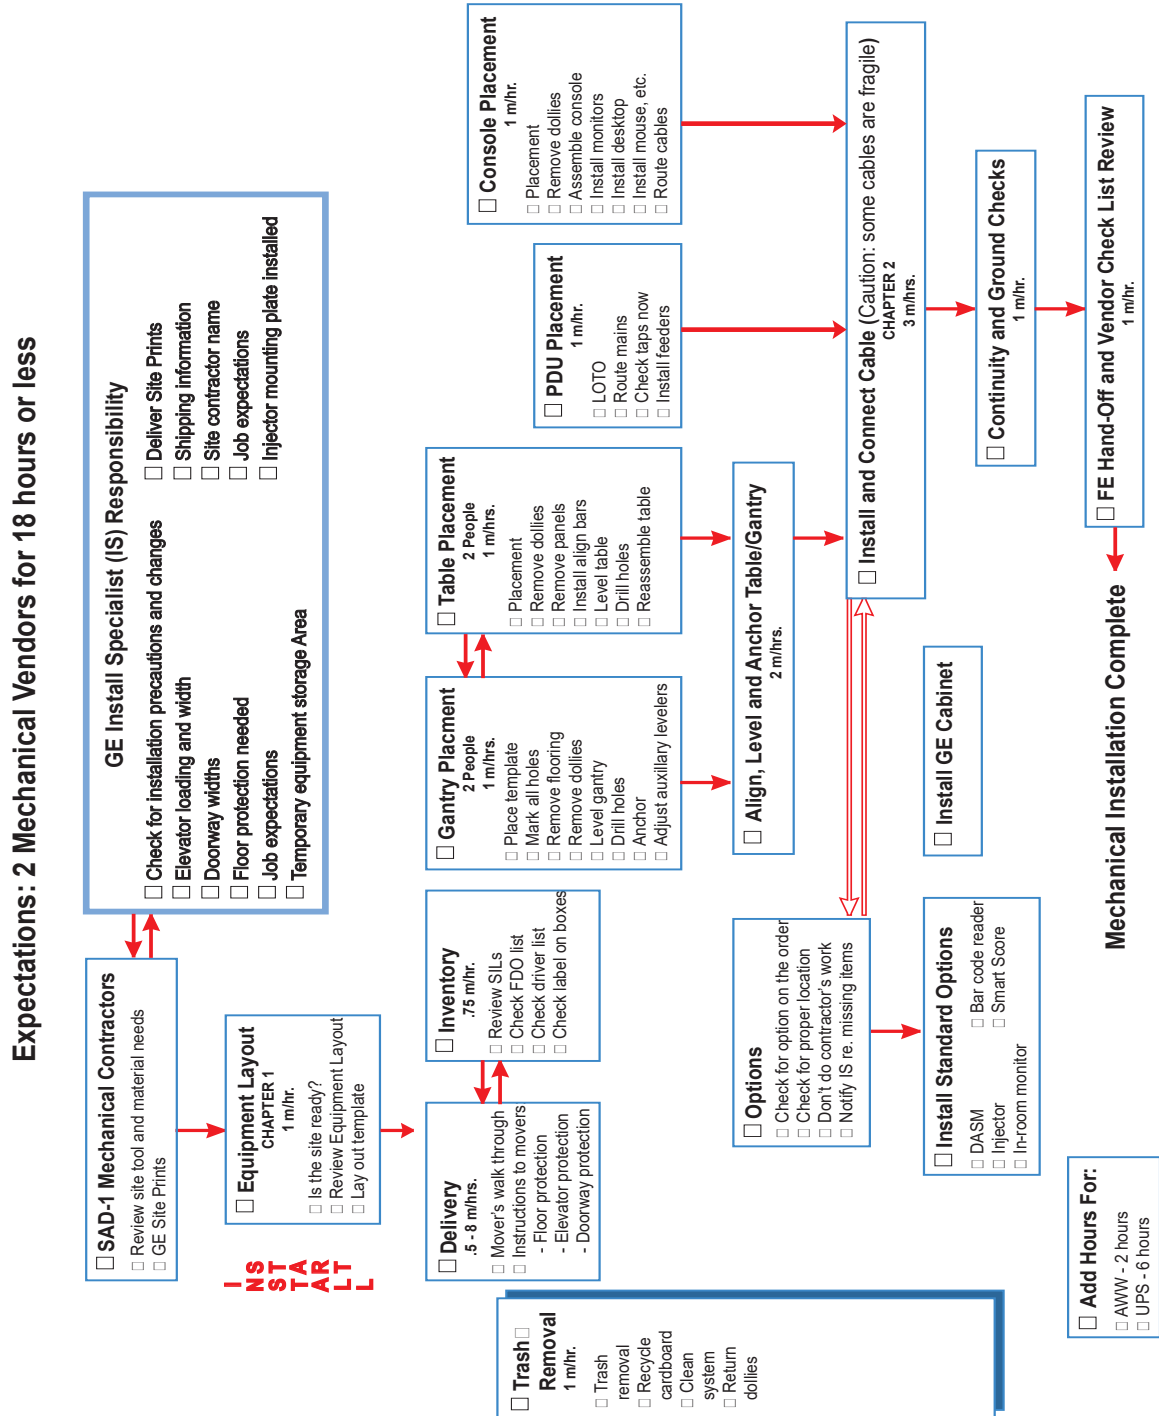 Expectations: 2 Mechanical Vendors for 18 hours or less
☐ SAD-1 Mechanical Contractors
☐ Review site tool and material needs
☐ GE Site Prints
GE Install Specialist (IS) Responsibility
☐ Check for installation precautions and changes
☐ Elevator loading and width
☐ Doorway widths
☐ Floor protection needed
☐ Job expectations
☐ Temporary equipment storage Area
☐ Deliver Site Prints
☐ Shipping information
☐ Site contractor name
☐ Job expectations
☐ Injector mounting plate installed
INSTALL
START
☐ Equipment Layout
CHAPTER 1
1 m/hr.
☐ Is the site ready?
☐ Review Equipment Layout
☐ Lay out template
☐ Delivery
.5 - 8 m/hrs.
☐ Mover's walk through
☐ Instructions to movers
- Floor protection
- Elevator protection
- Doorway protection
☐ Inventory
.75 m/hr.
☐ Review SILs
☐ Check FDO list
☐ Check driver list
☐ Check label on boxes
☐ Gantry Placment
2 People
1 m/hrs.
☐ Place template
☐ Mark all holes
☐ Remove flooring
☐ Remove dollies
☐ Level gantry
☐ Drill holes
☐ Anchor
☐ Adjust auxillary levelers
☐ Table Placement
2 People
1 m/hrs.
☐ Placement
☐ Remove dollies
☐ Remove panels
☐ Install align bars
☐ Level table
☐ Drill holes
☐ Reassemble table
☐ PDU Placement
1 m/hr.
☐ LOTO
☐ Route mains
☐ Check taps now
☐ Install feeders
☐ Console Placement
1 m/hr.
☐ Placement
☐ Remove dollies
☐ Assemble console
☐ Install monitors
☐ Install desktop
☐ Install mouse, etc.
☐ Route cables
☐ Trash☐
Removal
1 m/hr.
☐ Trash
removal
☐ Recycle
cardboard
☐ Clean
system
☐ Return
dollies
☐ Options
☐ Check for option on the order
☐ Check for proper location
☐ Don't do contractor's work
☐ Notify IS re. missing items
☐ Align, Level and Anchor Table/Gantry
2 m/hrs.
☐ Install and Connect Cable (Caution: some cables are fragile)
CHAPTER 2
3 m/hrs.
☐ Install Standard Options
☐ DASM
☐ Injector
☐ In-room monitor
☐ Bar code reader
☐ Smart Score
☐ Install GE Cabinet
☐ Continuity and Ground Checks
1 m/hr.
☐ Add Hours For:
☐ AWW - 2 hours
☐ UPS - 6 hours
Mechanical Installation Complete
☐ FE Hand-Off and Vendor Check List Review
1 m/hr.